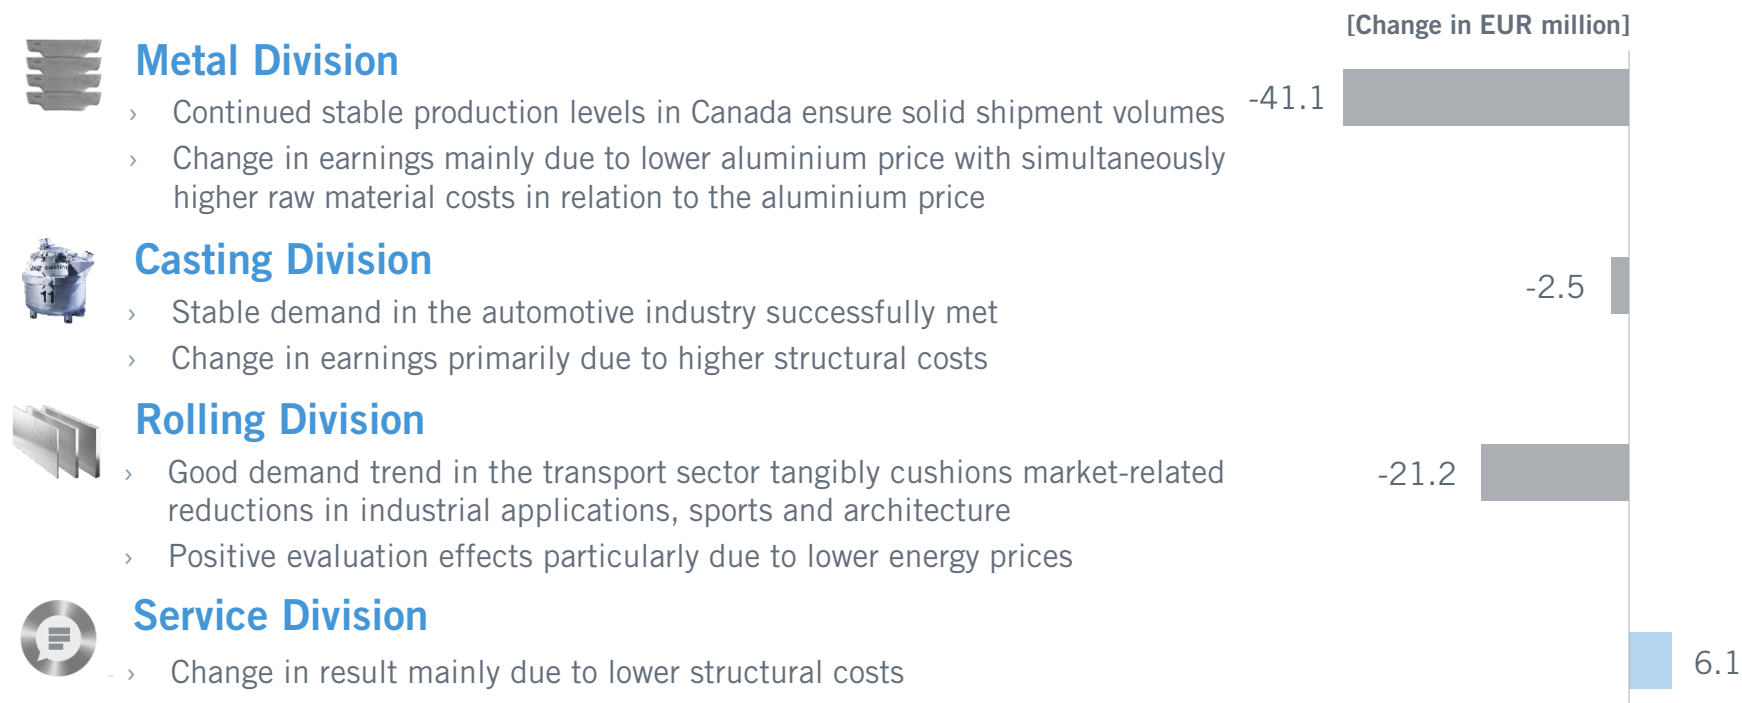 [Change in EUR million]
Metal Division
› Continued stable production levels in Canada ensure solid shipment volumes
-41.1
› Change in earnings mainly due to lower aluminium price with simultaneously
higher raw material costs in relation to the aluminium price
Casting Division
11
-2.5
› Stable demand in the automotive industry successfully met
› Change in earnings primarily due to higher structural costs
Rolling Division
› Good demand trend in the transport sector tangibly cushions market-related
-21.2
reductions in industrial applications, sports and architecture
› Positive evaluation effects particularly due to lower energy prices
Service Division
› Change in result mainly due to lower structural costs
6.1